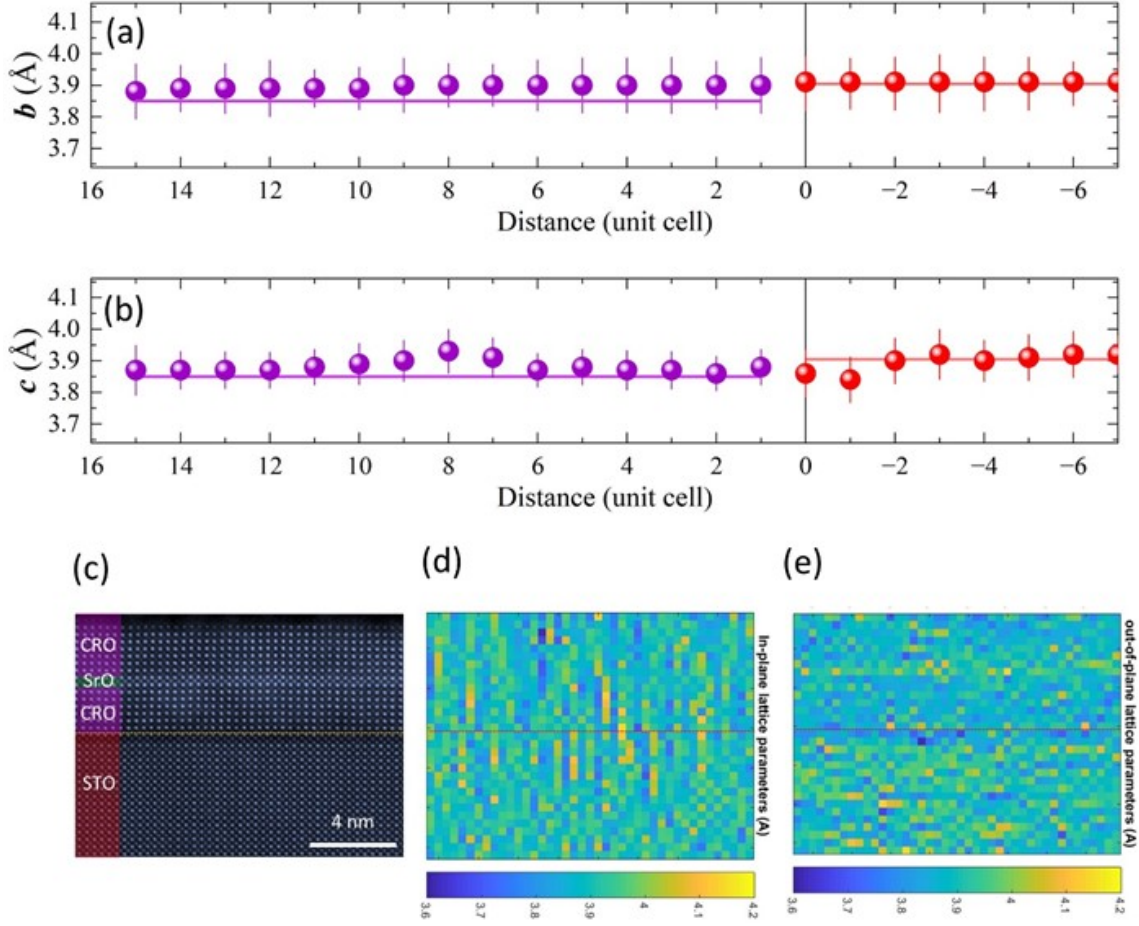 (a)
b (Å)
4.1
4.0
3.9
3.8
3.7
16 14 12 10 8 6 4 2 0 −2 −4 −6
Distance (unit cell)
(b)
c (Å)
4.1
4.0
3.9
3.8
3.7
16 14 12 10 8 6 4 2 0 −2 −4 −6
Distance (unit cell)
(c)
CRO
SrO
CRO
STO
4 nm
(d)
In-plane lattice parameters (A)
3.6 3.7 3.8 3.9 4 4.1 4.2
(e)
out-of-plane lattice parameters (A)
3.6 3.7 3.8 3.9 4 4.1 4.2